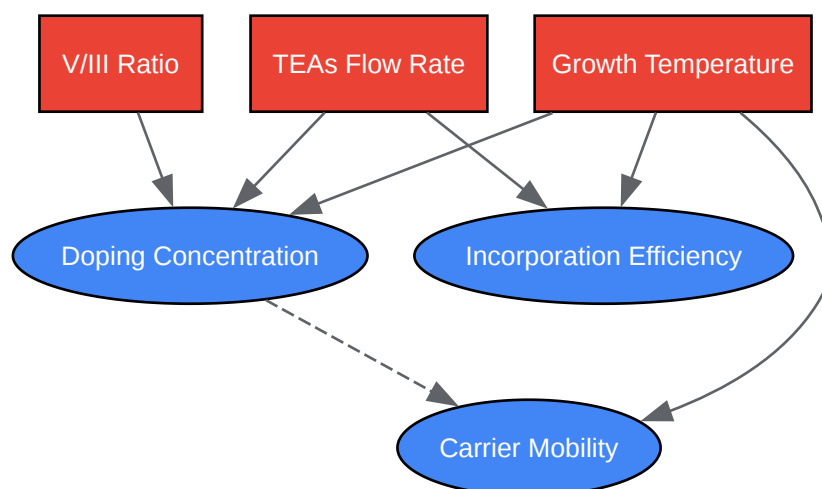 V/III Ratio
TEAs Flow Rate
Growth Temperature
Doping Concentration
Incorporation Efficiency
Carrier Mobility